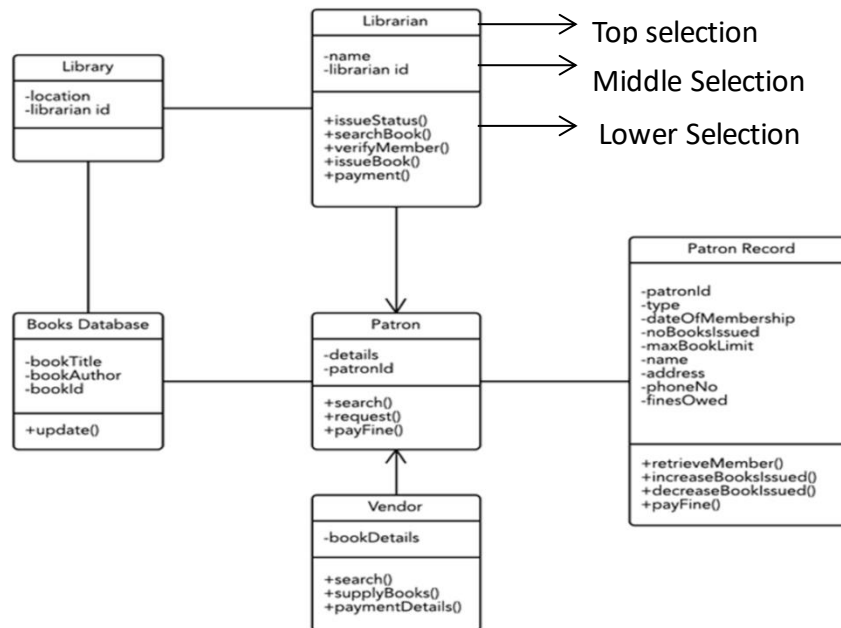 Librarian
-name
-librarian id
+issueStatus()
+searchBook()
+verifyMember()
+issueBook()
+payment()
Top selection
Middle Selection
Lower Selection
Library
-location
-librarian id
Books Database
-bookTitle
-bookAuthor
-bookId
+update()
Patron
-details
-patronId
+search()
+request()
+payFine()
Patron Record
-patronId
-type
-dateOfMembership
-noBooksIssued
-maxBookLimit
-name
-address
-phoneNo
-finesOwed
+retrieveMember()
+increaseBooksIssued()
+decreaseBookIssued()
+payFine()
Vendor
-bookDetails
+search()
+supplyBooks()
+paymentDetails()